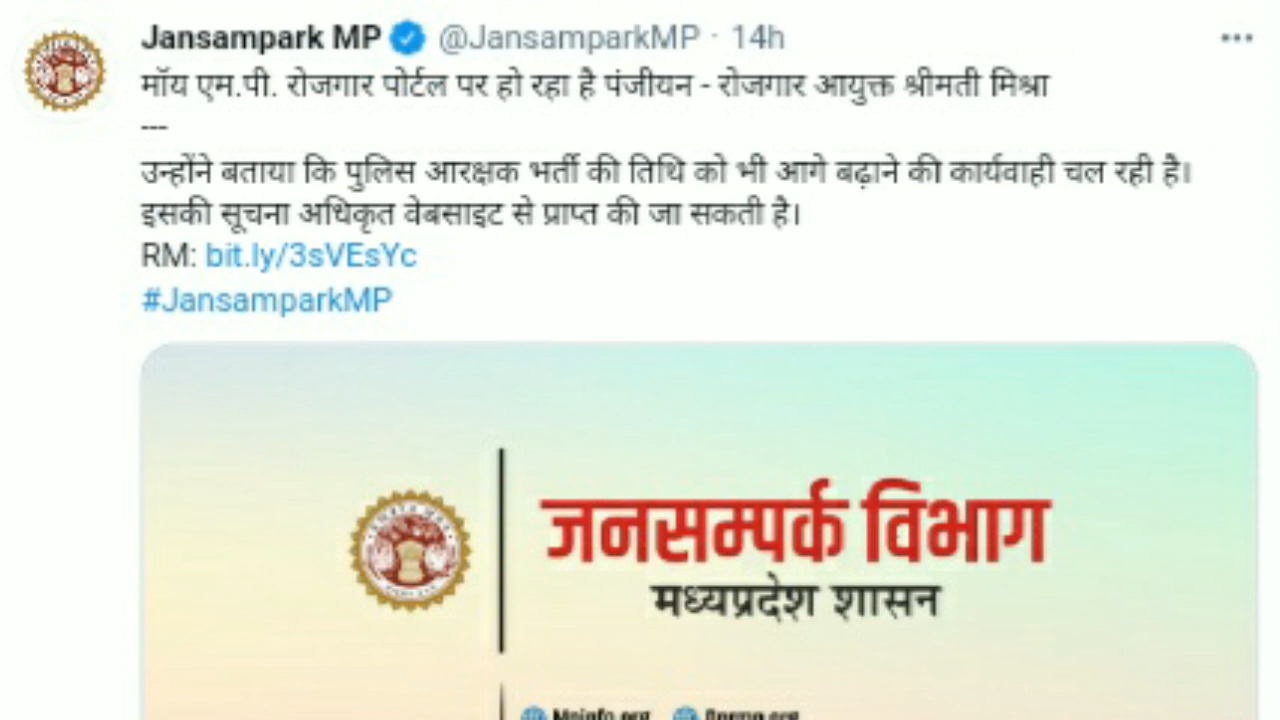 Jansampark MP @JansamparkMP · 14h
मॉय एम.पी. रोजगार पोर्टल पर हो रहा है पंजीयन - रोजगार आयुक्त श्रीमती मिश्रा
---
उन्होंने बताया कि पुलिस आरक्षक भर्ती की तिथि को भी आगे बढ़ाने की कार्यवाही चल रही है।
इसकी सूचना अधिकृत वेबसाइट से प्राप्त की जा सकती है।
RM: bit.ly/3sVEsYc
#JansamparkMP
जनसम्पर्क विभाग
मध्यप्रदेश शासन